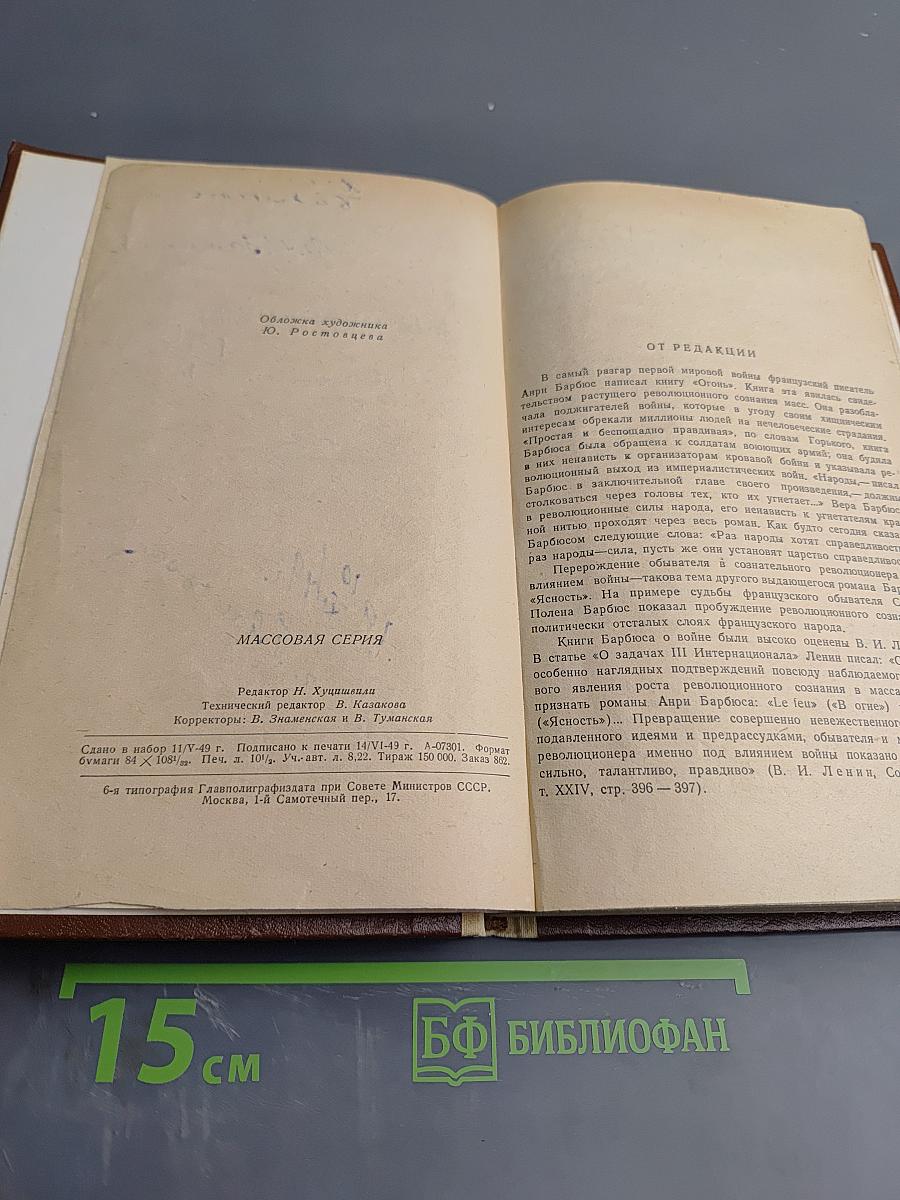 Обложка художника
Ю. Ростовцева
МАССОВАЯ СЕРИЯ
Редактор Н. Хуцишвили
Технический редактор В. Казакова
Корректоры: В. Знаменская и В. Туманская
Сдано в набор 11/V-49 г. Подписано к печати 14/VI-49 г. А-07301. Формат
бумаги 84 × 108¹/₃₂. Печ. л. 10¹/₂. Уч.-авт. л. 8,22. Тираж 150 000. Заказ 862.
6-я типография Главполиграфиздата при Совете Министров СССР.
Москва, 1-й Самотечный пер., 17.
ОТ РЕДАКЦИИ
В самый разгар первой мировой войны французский писатель
Анри Барбюс написал книгу «Огонь». Книга эта явилась свиде-
тельством растущего революционного сознания масс. Она разобла-
чала поджигателей войны, которые в угоду своим хищническим
интересам обрекали миллионы людей на нечеловеческие страдания.
«Простая и беспощадно правдивая», по словам Горького, книга
Барбюса была обращена к солдатам воюющих армий; она будила
в них ненависть к организаторам кровавой бойни и указывала ре-
волюционный выход из империалистических войн. «Народы,—писал
Барбюс в заключительной главе своего произведения,— должны
столковаться через головы тех, кто их угнетает...» Вера Барбюс
в революционные силы народа, его ненависть к угнетателям кра
ной нитью проходят через весь роман. Как будто сегодня сказа
Барбюсом следующие слова: «Раз народы хотят справедливост
раз народы—сила, пусть же они установят царство справедливос
Перерождение обывателя в сознательного революционера
влиянием войны—такова тема другого выдающегося романа Бар
«Ясность». На примере судьбы французского обывателя С
Полена Барбюс показал пробуждение революционного созна
политически отсталых слоях французского народа.
Книги Барбюса о войне были высоко оценены В. И. Л
В статье «О задачах III Интернационала» Ленин писал: «О
особенно наглядных подтверждений повсюду наблюдаемог
вого явления роста революционного сознания в масса
признать романы Анри Барбюса: «Le feu» («В огне») -
(«Ясность»)... Превращение совершенно невежественного
подавленного идеями и предрассудками, обывателя и м
революционера именно под влиянием войны показано
сильно, талантливо, правдиво» (В. И. Ленин, Со
т. XXIV, стр. 396 — 397).
15 см
БФ БИБЛИОФАН